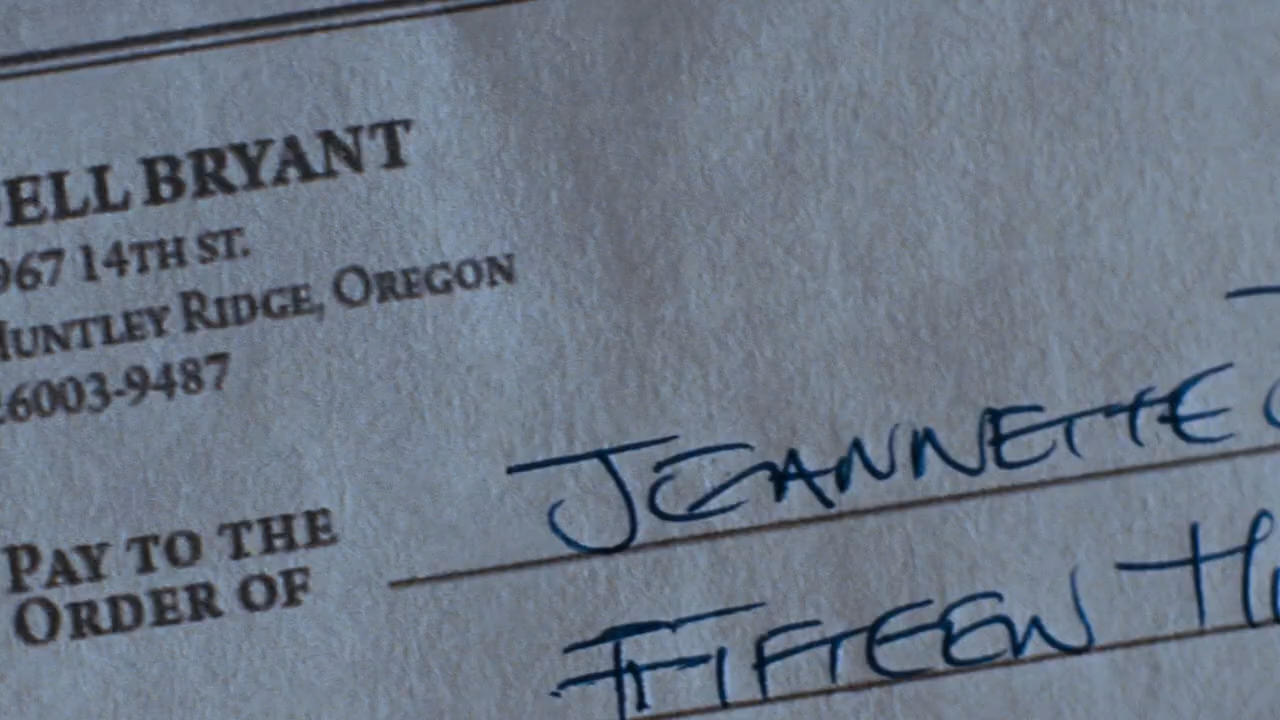 ELL BRYANT
967 14TH ST.
HUNTLEY RIDGE, OREGON
6003-9487
JEANNETTE
PAY TO THE
ORDER OF
FIFTEEN